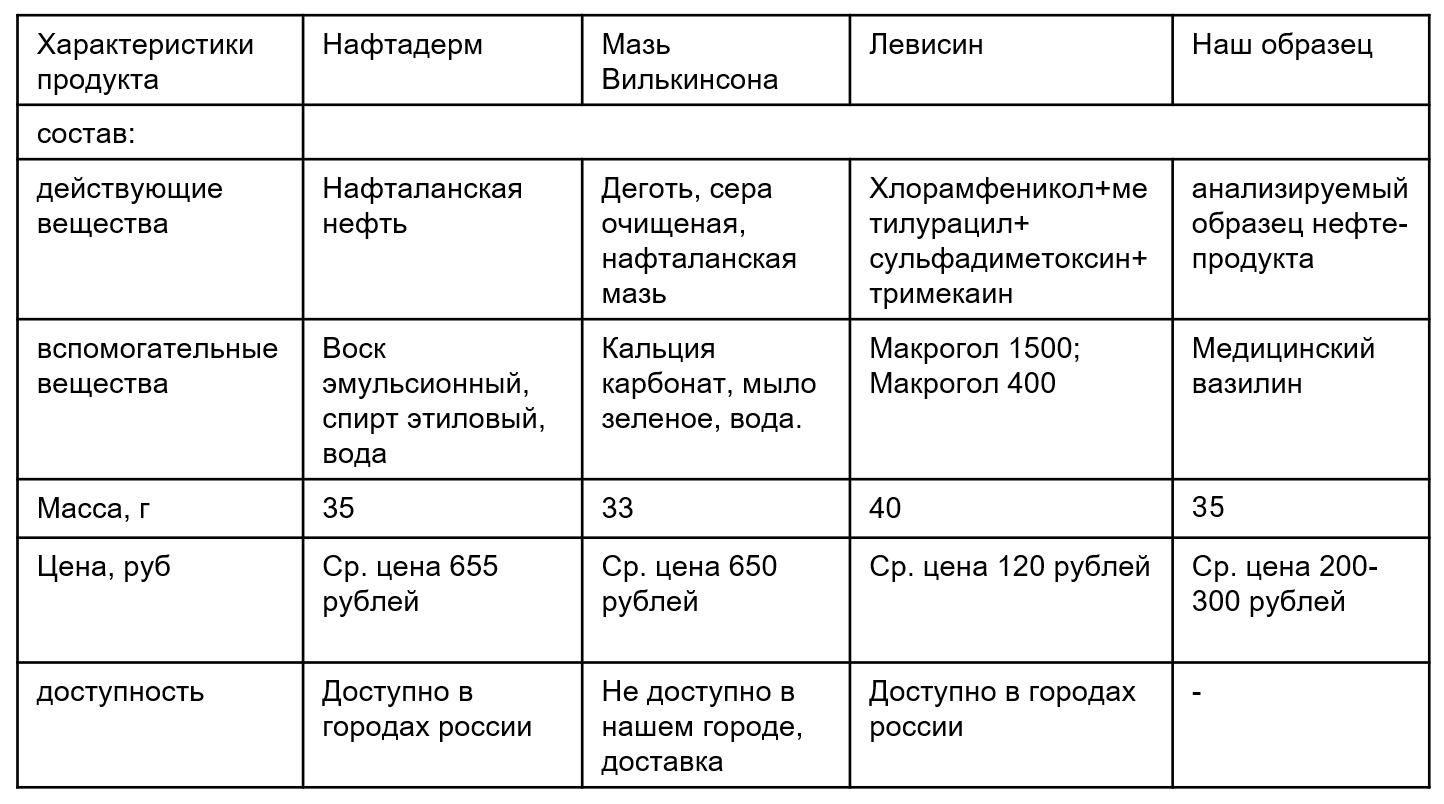 Характеристики
продукта
Нафтадерм
Мазь
Вилькинсона
Левисин
Наш образец
состав:
действующие
вещества
Нафталанская
нефть
Деготь, сера
очищеная,
нафталанская
мазь
Хлорамфеникол+ме
тилурацил+
сульфадиметоксин+
тримекаин
анализируемый
образец нефте-
продукта
вспомогательные
вещества
Воск
эмульсионный,
спирт этиловый,
вода
Кальция
карбонат, мыло
зеленое, вода.
Макрогол 1500;
Макрогол 400
Медицинский
вазилин
Масса, г
35
33
40
35
Цена, руб
Ср. цена 655
рублей
Ср. цена 650
рублей
Ср. цена 120 рублей
Ср. цена 200-
300 рублей
доступность
Доступно в
городах россии
Не доступно в
нашем городе,
доставка
Доступно в городах
россии
-